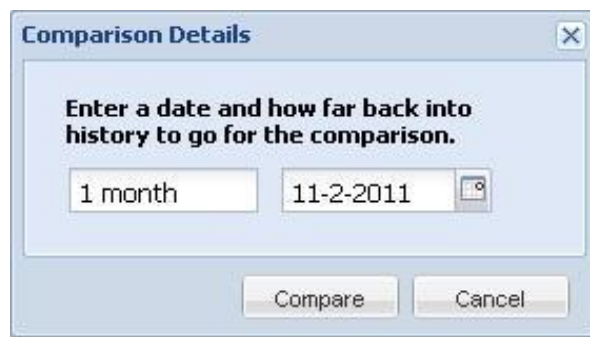 Comparison Details
Enter a date and how far back into
history to go for the comparison.
1 month 11-2-2011
Compare Cancel